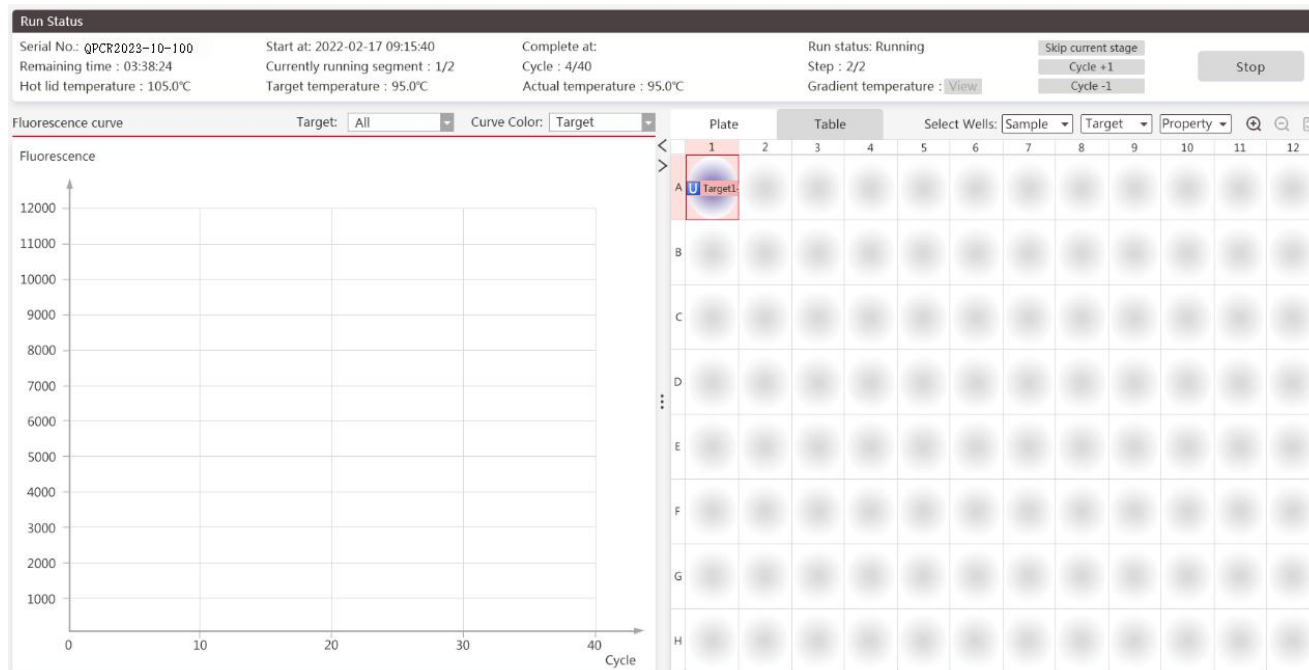 Run Status
Serial No.: QPCR2023-10-100 Start at: 2022-02-17 09:15:40 Complete at: Run status: Running Skip current stage
Remaining time : 03:38:24 Currently running segment : 1/2 Cycle : 4/40 Step : 2/2 Cycle +1 Stop
Hot lid temperature : 105.0℃ Target temperature : 95.0℃ Actual temperature : 95.0℃ Gradient temperature : View Cycle -1
Fluorescence curve Target: All Curve Color: Target Plate Table Select Wells: Sample Target Property
Fluorescence
1 2 3 4 5 6 7 8 9 10 11 12
A U Target1-
12000
11000
B
10000
9000
C
8000
7000
D
6000
5000
E
4000
3000
F
2000
G
1000
0 10 20 30 40
H
Cycle